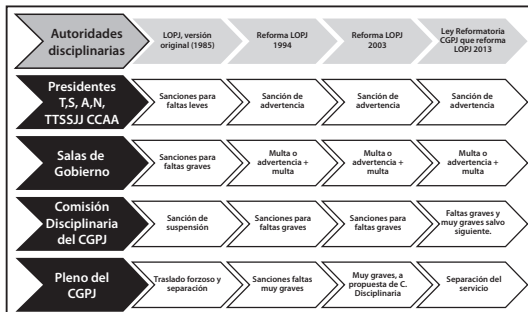 Autoridades
disciplinarias
LOPJ, versión
original (1985)
Reforma LOPJ
1994
Reforma LOPJ
2003
Ley Reformatoria
CGPJ que reforma
LOPJ 2013
Presidentes
T,S, A,N,
TTSSJJ CCAA
Sanciones para
faltas leves
Sanción de
advertencia
Sanción de
advertencia
Sanción de
advertencia
Salas de
Gobierno
Sanciones para
faltas graves
Multa o
advertencia +
multa
Multa o
advertencia +
multa
Multa o
advertencia +
multa
Comisión
Disciplinaria
del CGPJ
Sanción de
suspensión
Sanciones para
faltas graves
Sanciones para
faltas graves
Faltas graves y
muy graves salvo
siguiente.
Pleno del
CGPJ
Traslado forzoso y
separación
Sanciones faltas
muy graves
Muy graves, a
propuesta de C.
Disciplinaria
Separación del
servicio